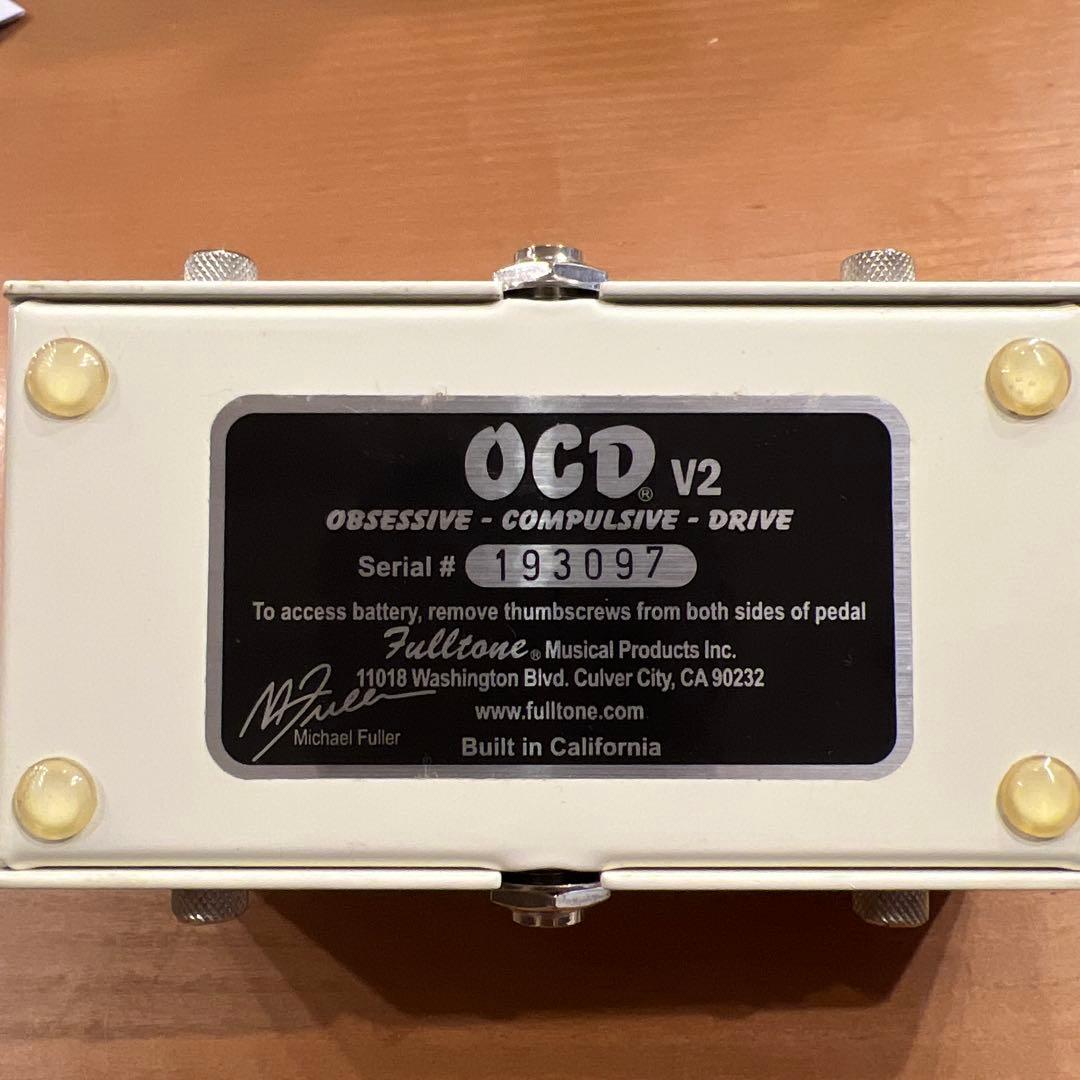 OCD® V2
OBSESSIVE - COMPULSIVE - DRIVE
Serial # 193097
To access battery, remove thumbscrews from both sides of pedal
Fulltone® Musical Products Inc.
11018 Washington Blvd. Culver City, CA 90232
www.fulltone.com
M Fuller
Michael Fuller
Built in California